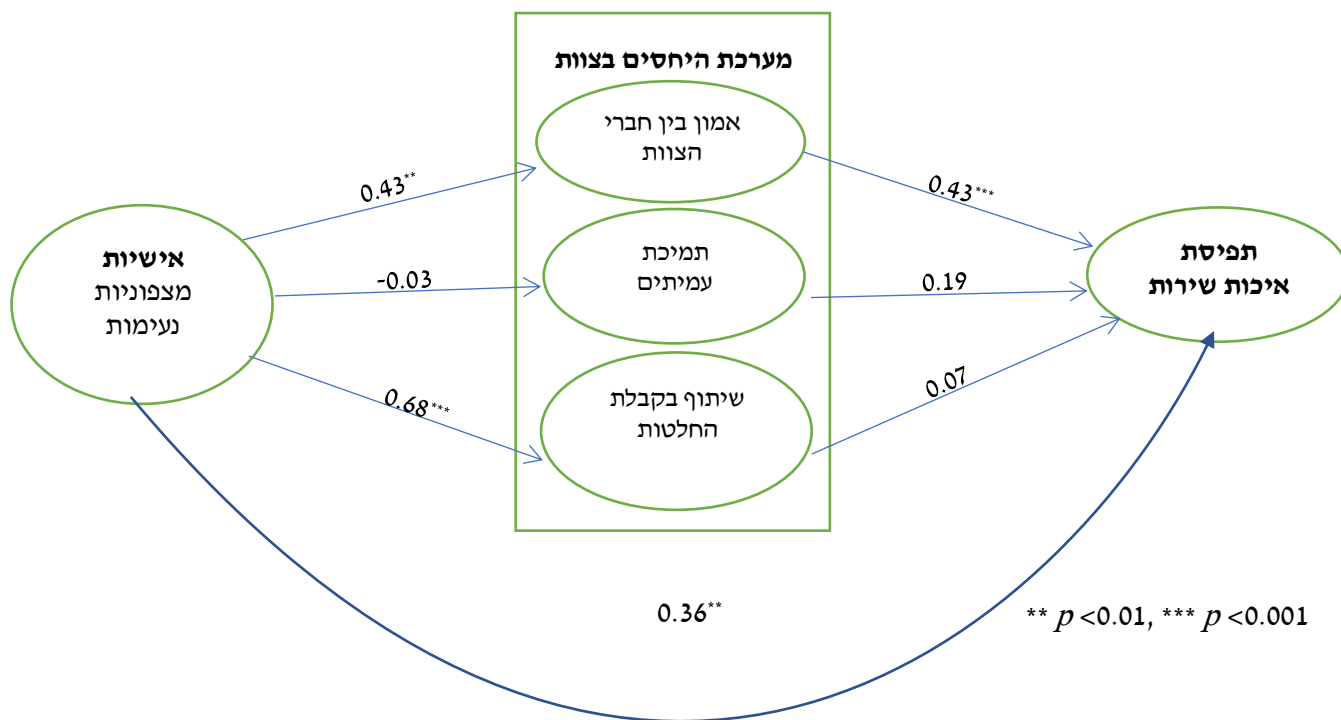 מערכת היחסים בצוות
אמון בין חברי
הצוות
0.43**
0.43***
אישיות
מצפוניות
נעימות
תמיכת
עמיתים
-0.03
0.19
תפיסת
איכות שירות
שיתוף בקבלת
החלטות
0.68***
0.07
0.36**
** p <0.01, *** p <0.001